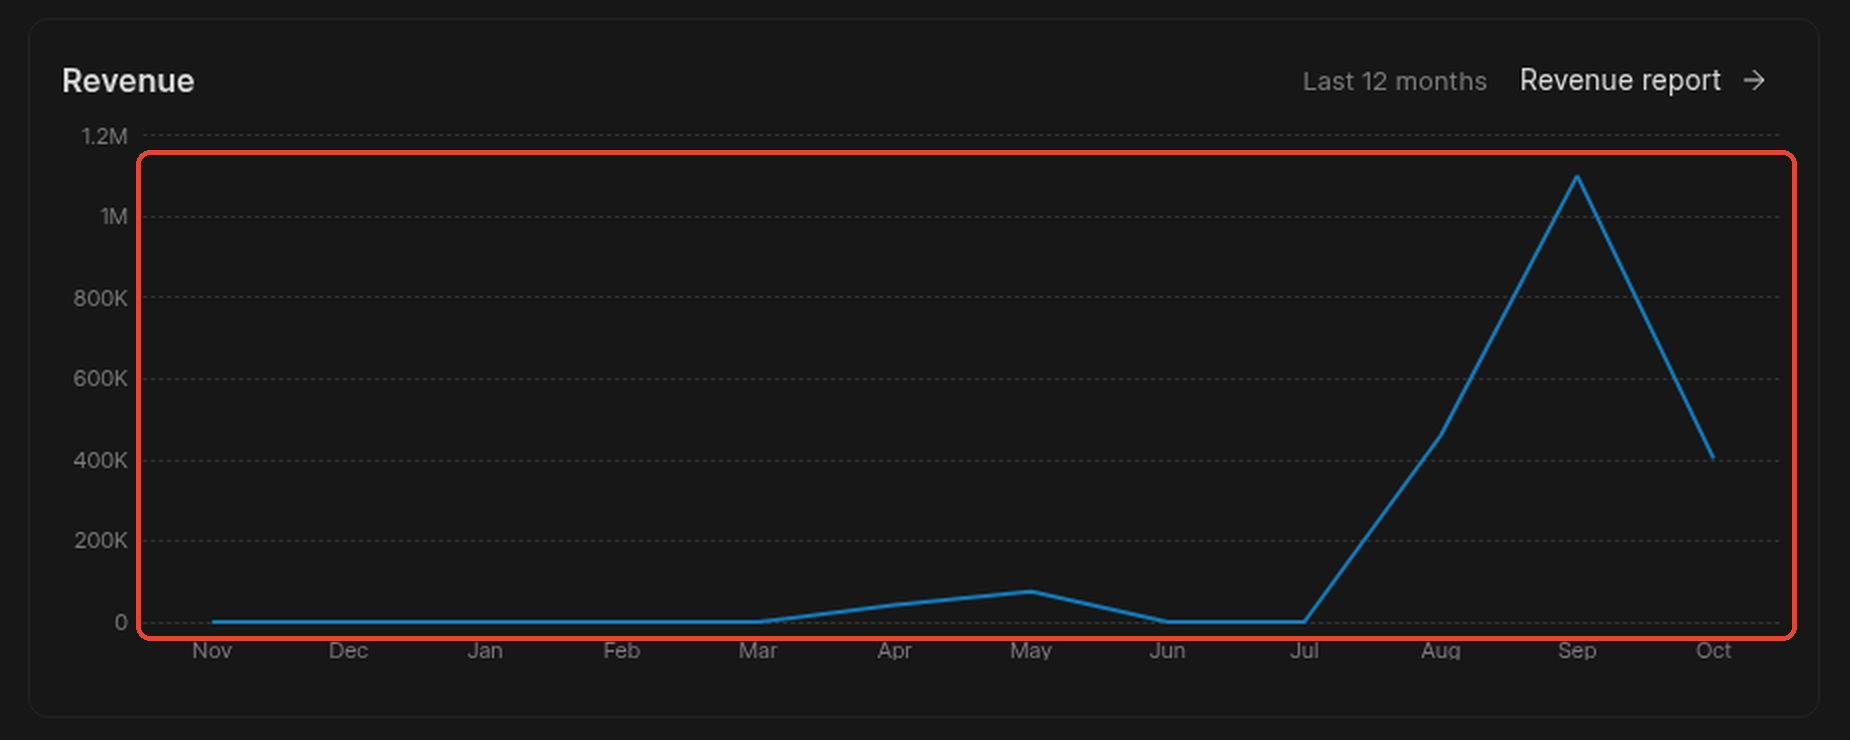 Revenue
Last 12 months Revenue report →
1.2M
1M
800K
600K
400K
200K
0
Nov Dec Jan Feb Mar Apr May Jun Jul Aug Sep Oct